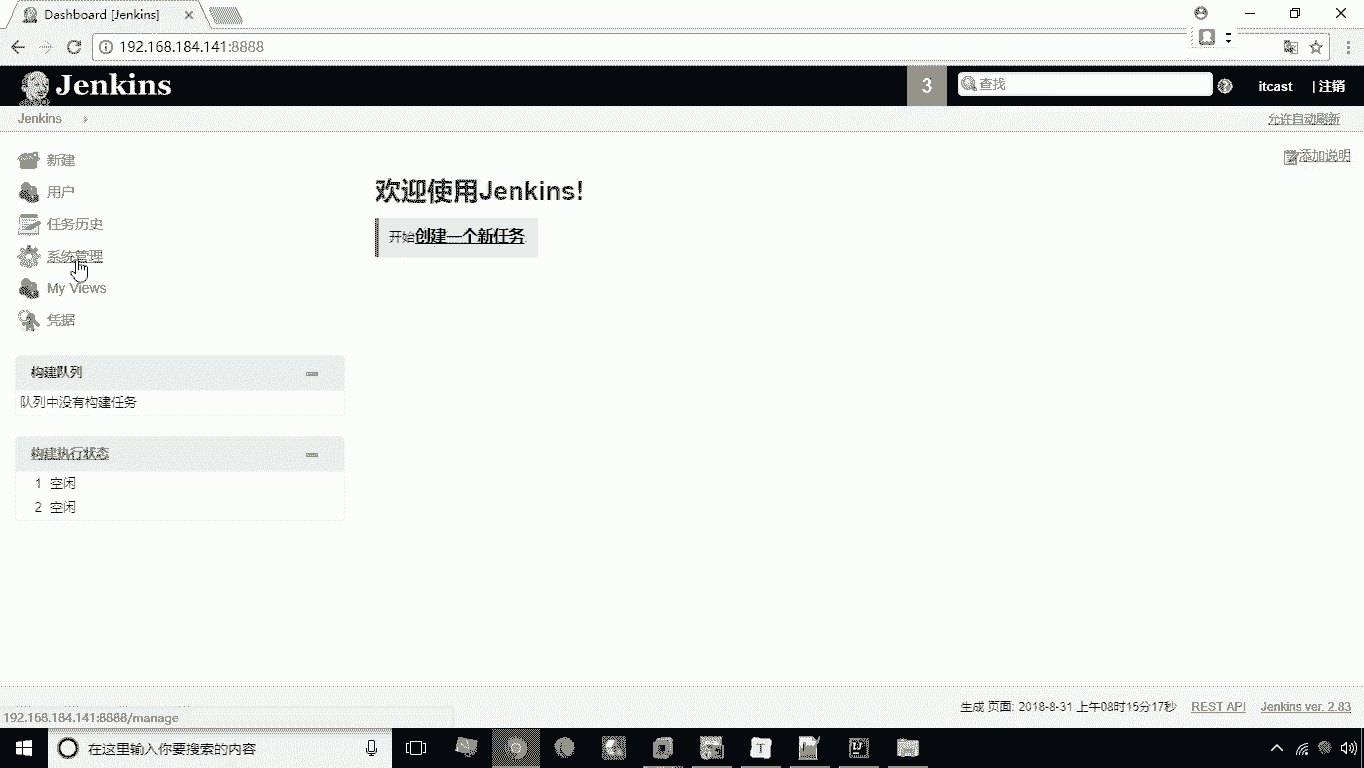 Dashboard [Jenkins]
192.168.184.141:8888
Jenkins
3
查找
itcast
| 注销
Jenkins
允许自动刷新
新建
用户
任务历史
系统管理
My Views
凭据
添加说明
欢迎使用Jenkins!
开始创建一个新任务.
构建队列
队列中没有构建任务
构建执行状态
1 空闲
2 空闲
生成 页面: 2018-8-31 上午08时15分17秒
REST API
Jenkins ver. 2.83
192.168.184.141:8888/manage
在这里输入你要搜索的内容